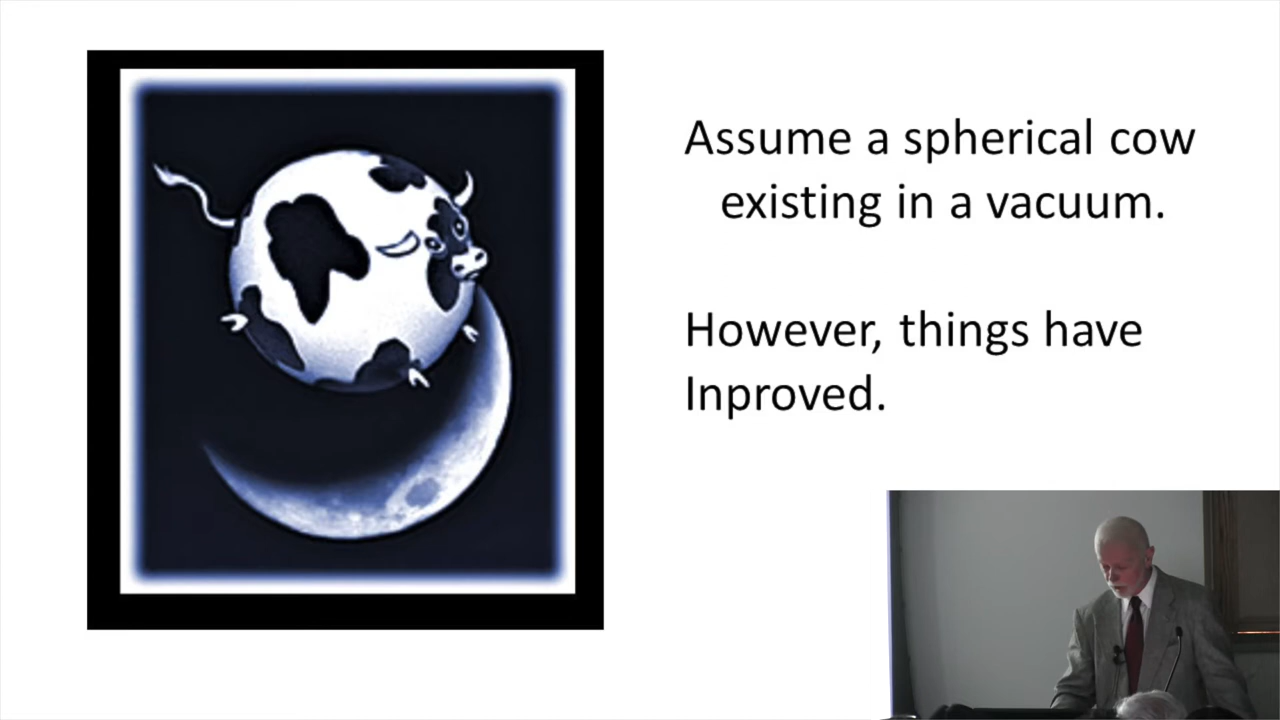 Assume a spherical cow
existing in a vacuum.
However, things have
Inproved.